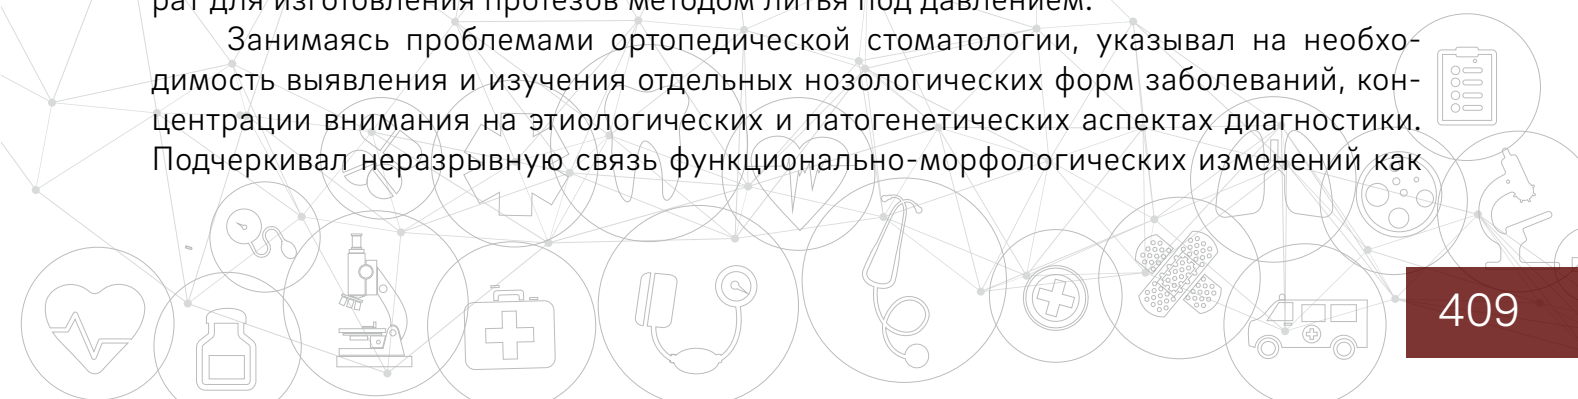 рат для изготовления протезов методом литья под давлением.
Занимаясь проблемами ортопедической стоматологии, указывал на необхо-
димость выявления и изучения отдельных нозологических форм заболеваний, кон-
центрации внимания на этиологических и патогенетических аспектах диагностики.
Подчеркивал неразрывную связь функционально-морфологических изменений как
409